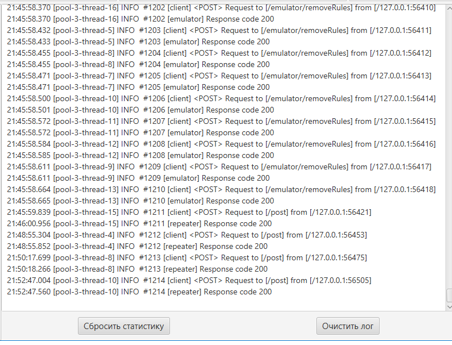 21:45:58.370 [pool-3-thread-16] INFO #1202 [client] <POST> Request to [/emulator/removeRules] from [/127.0.0.1:56410]
21:45:58.370 [pool-3-thread-16] INFO #1202 [emulator] Response code 200
21:45:58.432 [pool-3-thread-5] INFO #1203 [client] <POST> Request to [/emulator/removeRules] from [/127.0.0.1:56411]
21:45:58.433 [pool-3-thread-5] INFO #1203 [emulator] Response code 200
21:45:58.455 [pool-3-thread-8] INFO #1204 [client] <POST> Request to [/emulator/removeRules] from [/127.0.0.1:56412]
21:45:58.455 [pool-3-thread-8] INFO #1204 [emulator] Response code 200
21:45:58.471 [pool-3-thread-7] INFO #1205 [client] <POST> Request to [/emulator/removeRules] from [/127.0.0.1:56413]
21:45:58.471 [pool-3-thread-7] INFO #1205 [emulator] Response code 200
21:45:58.500 [pool-3-thread-10] INFO #1206 [client] <POST> Request to [/emulator/removeRules] from [/127.0.0.1:56414]
21:45:58.501 [pool-3-thread-10] INFO #1206 [emulator] Response code 200
21:45:58.572 [pool-3-thread-11] INFO #1207 [client] <POST> Request to [/emulator/removeRules] from [/127.0.0.1:56415]
21:45:58.572 [pool-3-thread-11] INFO #1207 [emulator] Response code 200
21:45:58.584 [pool-3-thread-12] INFO #1208 [client] <POST> Request to [/emulator/removeRules] from [/127.0.0.1:56416]
21:45:58.585 [pool-3-thread-12] INFO #1208 [emulator] Response code 200
21:45:58.611 [pool-3-thread-9] INFO #1209 [client] <POST> Request to [/emulator/removeRules] from [/127.0.0.1:56417]
21:45:58.611 [pool-3-thread-9] INFO #1209 [emulator] Response code 200
21:45:58.664 [pool-3-thread-13] INFO #1210 [client] <POST> Request to [/emulator/removeRules] from [/127.0.0.1:56418]
21:45:58.665 [pool-3-thread-13] INFO #1210 [emulator] Response code 200
21:45:59.839 [pool-3-thread-15] INFO #1211 [client] <POST> Request to [/post] from [/127.0.0.1:56421]
21:46:00.956 [pool-3-thread-15] INFO #1211 [repeater] Response code 200
21:48:55.304 [pool-3-thread-4] INFO #1212 [client] <POST> Request to [/post] from [/127.0.0.1:56453]
21:48:55.852 [pool-3-thread-4] INFO #1212 [repeater] Response code 200
21:50:17.699 [pool-3-thread-8] INFO #1213 [client] <POST> Request to [/post] from [/127.0.0.1:56475]
21:50:18.266 [pool-3-thread-8] INFO #1213 [repeater] Response code 200
21:52:47.004 [pool-3-thread-10] INFO #1214 [client] <POST> Request to [/post] from [/127.0.0.1:56505]
21:52:47.560 [pool-3-thread-10] INFO #1214 [repeater] Response code 200
Сбросить статистику
Очистить лог